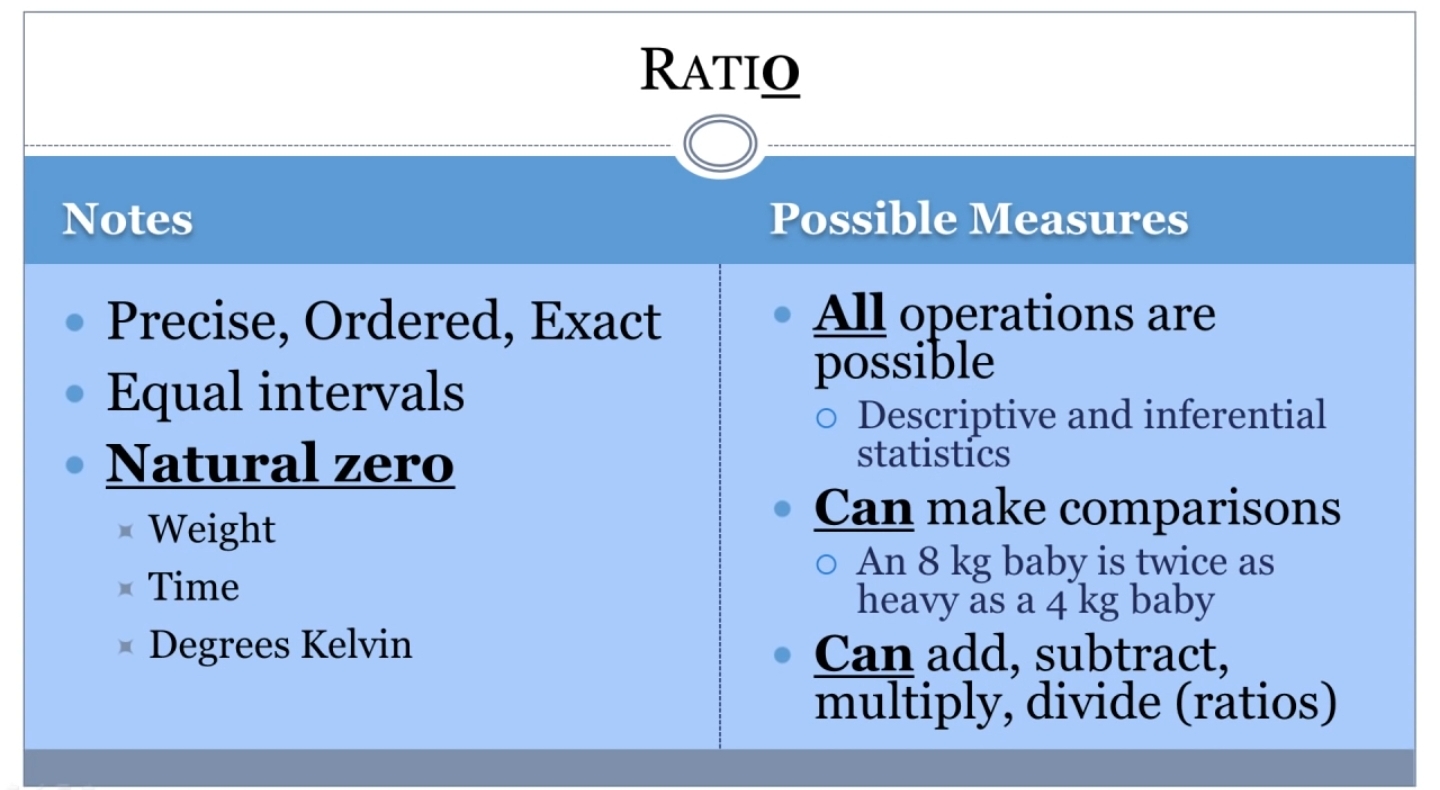 RATIO
Notes
Possible Measures
• Precise, Ordered, Exact
• Equal intervals
• Natural zero
Weight
Time
Degrees Kelvin
• All operations are
possible
○ Descriptive and inferential
statistics
• Can make comparisons
○ An 8 kg baby is twice as
heavy as a 4 kg baby
• Can add, subtract,
multiply, divide (ratios)